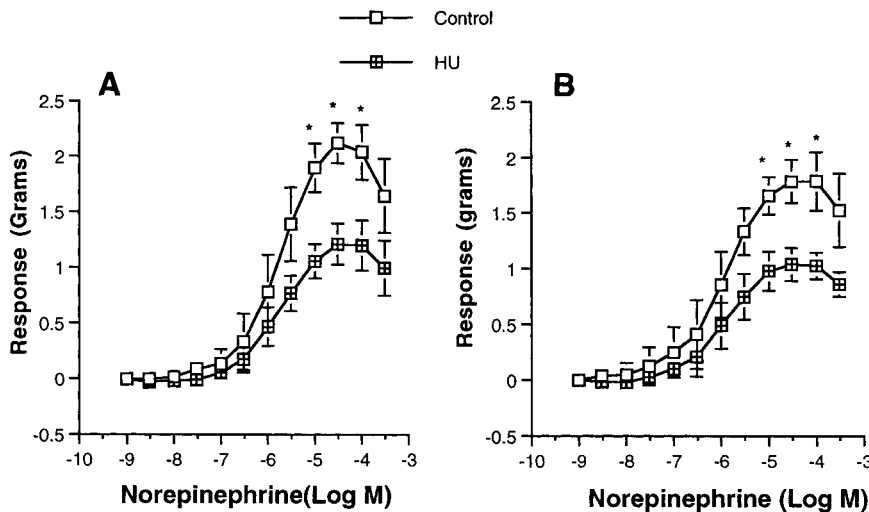 Control
HU
A
B
* * *
* * *
2.5
2
1.5
1
0.5
0
-0.5
Response (Grams)
-10 -9 -8 -7 -6 -5 -4 -3
Norepinephrine(Log M)
2.5
2
1.5
1
0.5
0
-0.5
Response (grams)
-10 -9 -8 -7 -6 -5 -4 -3
Norepinephrine (Log M)